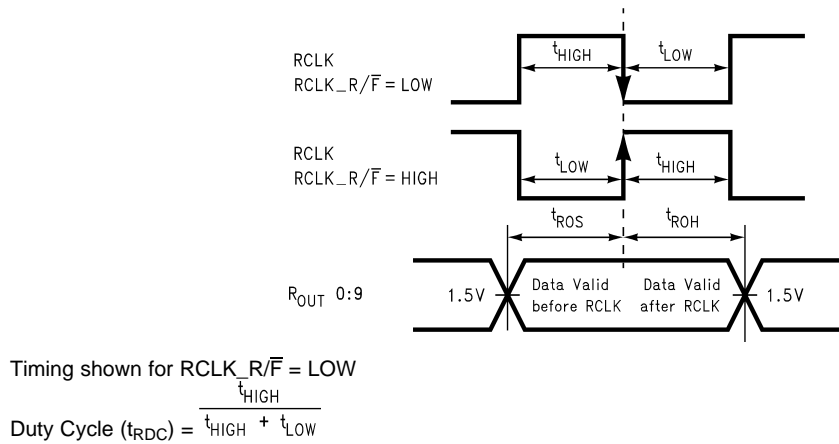 RCLK
RCLK_R/F̅ = LOW
tHIGH
tLOW
RCLK
RCLK_R/F̅ = HIGH
tLOW
tHIGH
tROS
tROH
ROUT 0:9
1.5V
Data Valid
before RCLK
Data Valid
after RCLK
1.5V
Timing shown for RCLK_R/F̅ = LOW
Duty Cycle (tRDC) =
tHIGH
tHIGH + tLOW